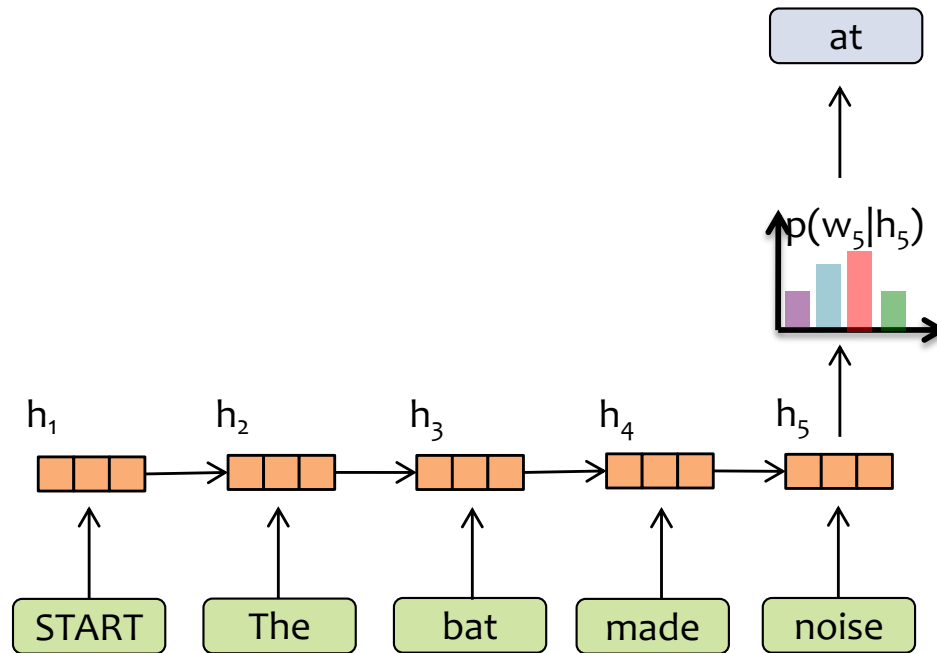 at
p(w₅|h₅)
h₁ h₂ h₃ h₄ h₅
START The bat made noise